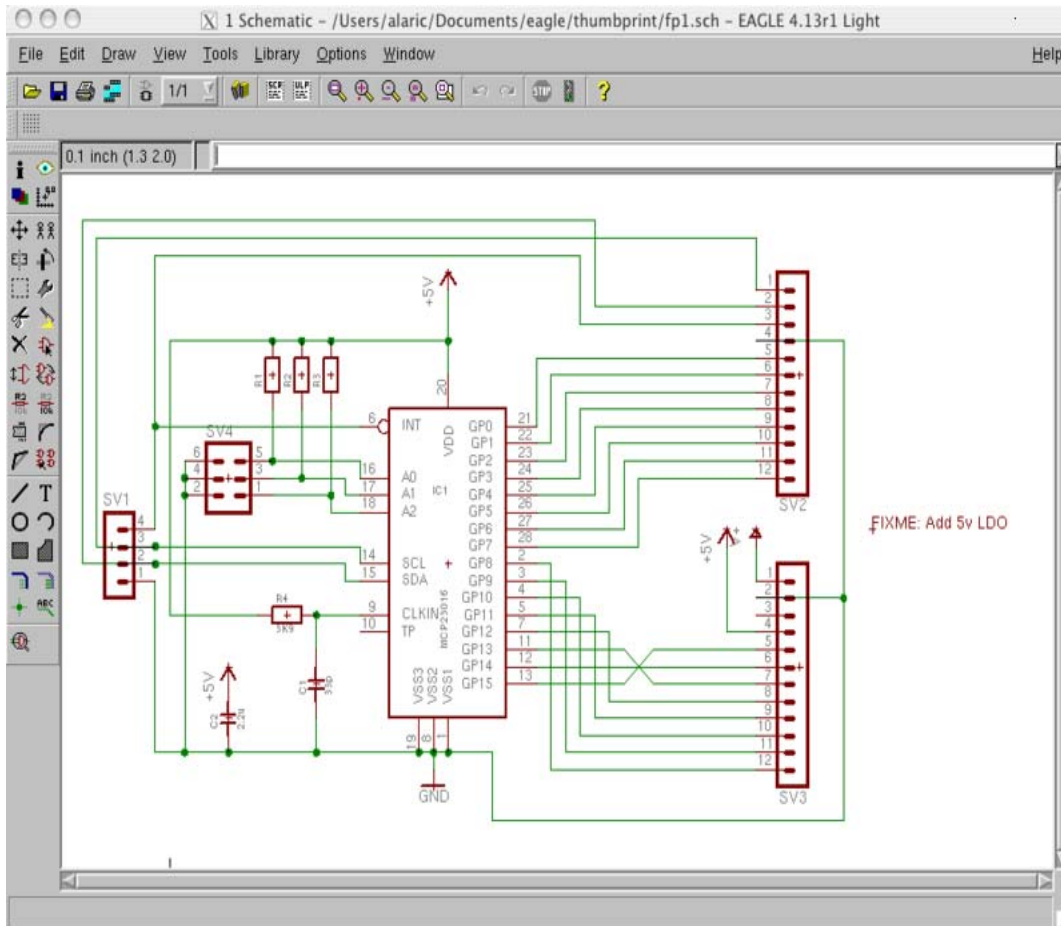 1 Schematic - /Users/alaric/Documents/eagle/thumbprint/fp1.sch - EAGLE 4.13r1 Light
File Edit Draw View Tools Library Options Window Help
1/1
0.1 inch (1.3 2.0)
+5V
R1
R2
R3
20
VDD
6
INT
SV4
6 5
4 3
2 1
16 A0
17 A1
18 A2
IC1
MCP23016
SV1
4
3
2
1
14 SCL
15 SDA
R4
3K9
9 CLKIN
10 TP
C1
33p
+5V
C2
2.2u
VSS3
VSS2
VSS1
19
8
1
GND
GP0 21
GP1 22
GP2 23
GP3 24
GP4 25
GP5 26
GP6 27
GP7 28
GP8 2
GP9 3
GP10 4
GP11 5
GP12 7
GP13 11
GP14 12
GP15 13
1
2
3
4
5
6
7
8
9
10
11
12
SV2
FIXME: Add 5v LDO
+5V
V+
1
2
3
4
5
6
7
8
9
10
11
12
SV3